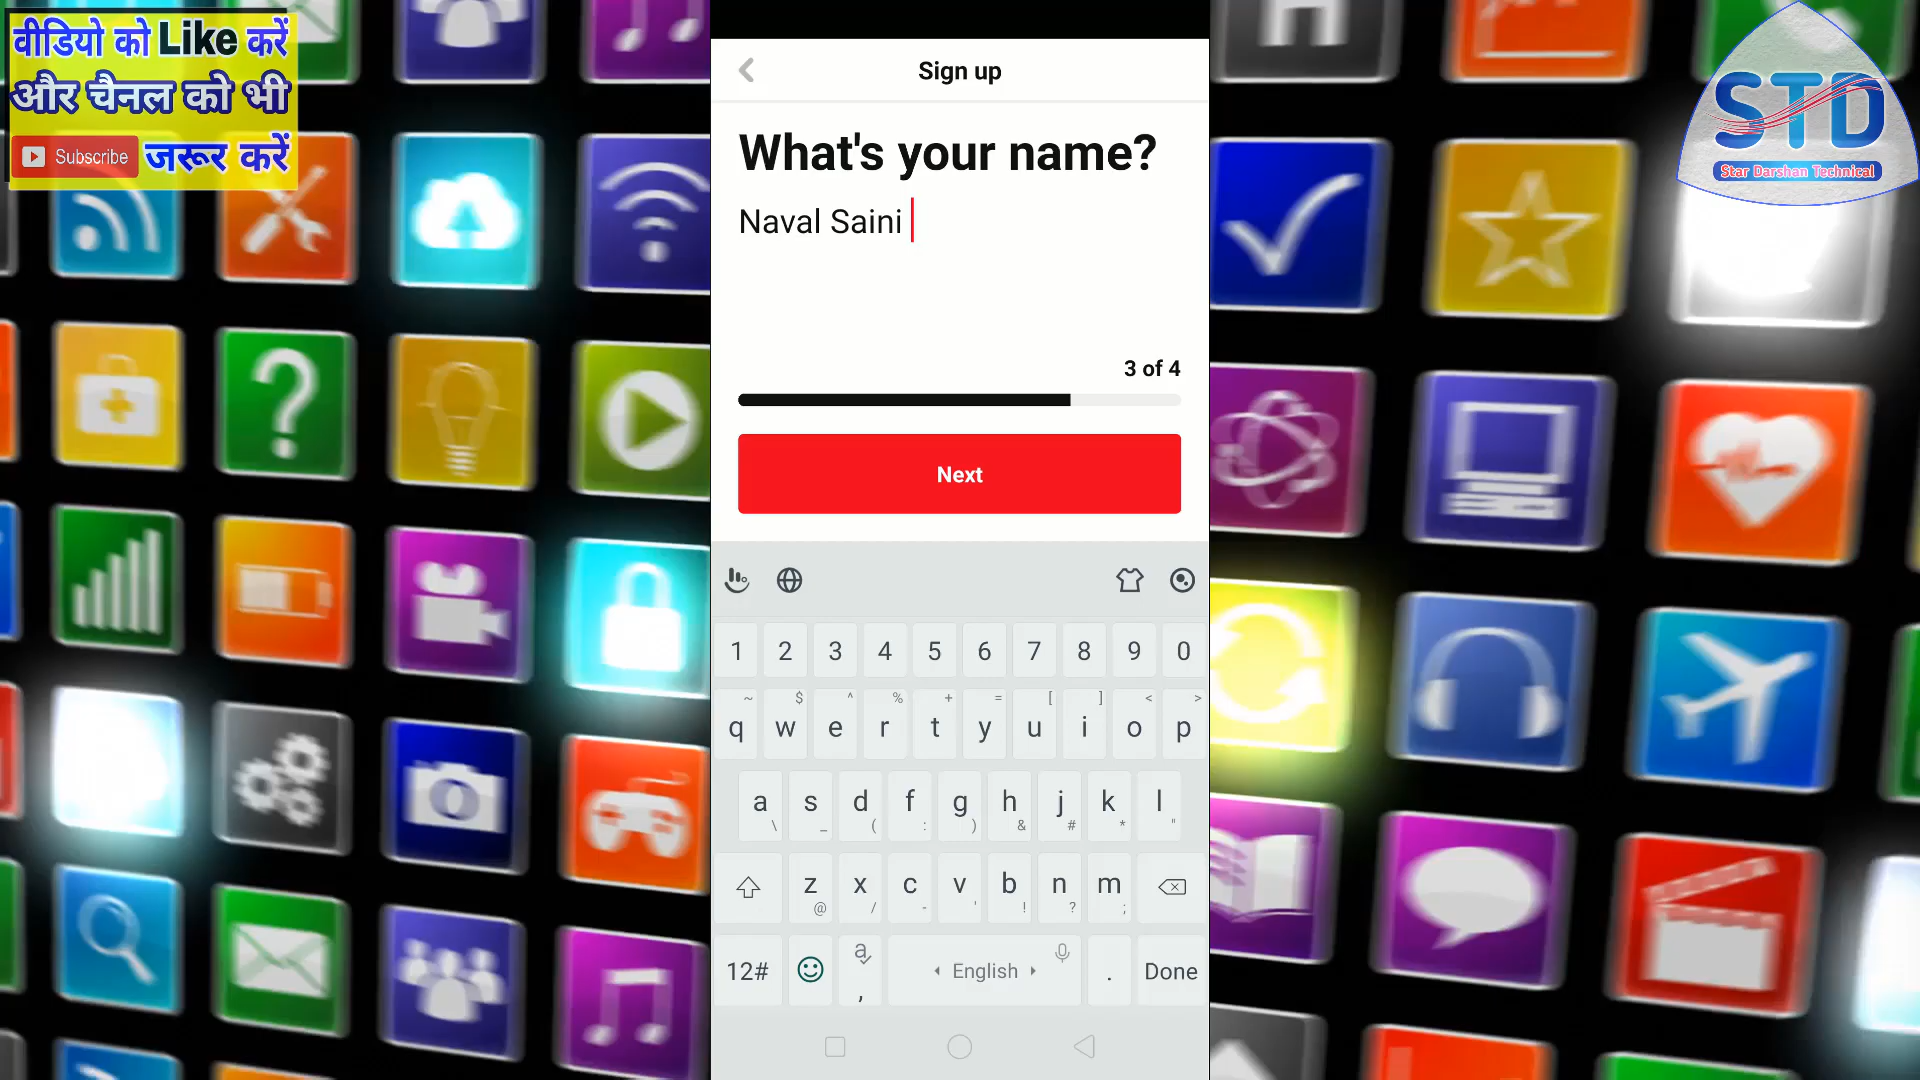 वीडियो को Like करें
और चैनल को भी
Subscribe जरूर करें
STD
Star Darshan Technical
Sign up
What's your name?
Naval Saini
3 of 4
Next
1 2 3 4 5 6 7 8 9 0
~ $ ^ % + = [ ] < >
q w e r t y u i o p
a s d f g h j k l
\ _ ( : ) & # * "
z x c v b n m
@ / - ' ! ? ;
12# a , English . Done